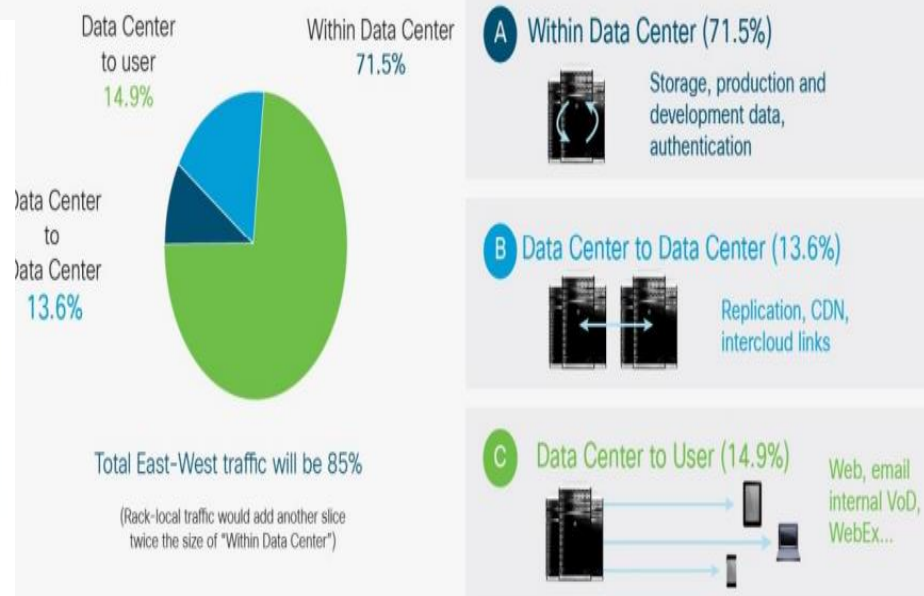 Data Center
to user
14.9%
Within Data Center
71.5%
Data Center
to
Data Center
13.6%
Total East-West traffic will be 85%
(Rack-local traffic would add another slice
twice the size of "Within Data Center")
A Within Data Center (71.5%)
Storage, production and
development data,
authentication
B Data Center to Data Center (13.6%)
Replication, CDN,
intercloud links
C Data Center to User (14.9%)
Web, email
internal VoD,
WebEx...